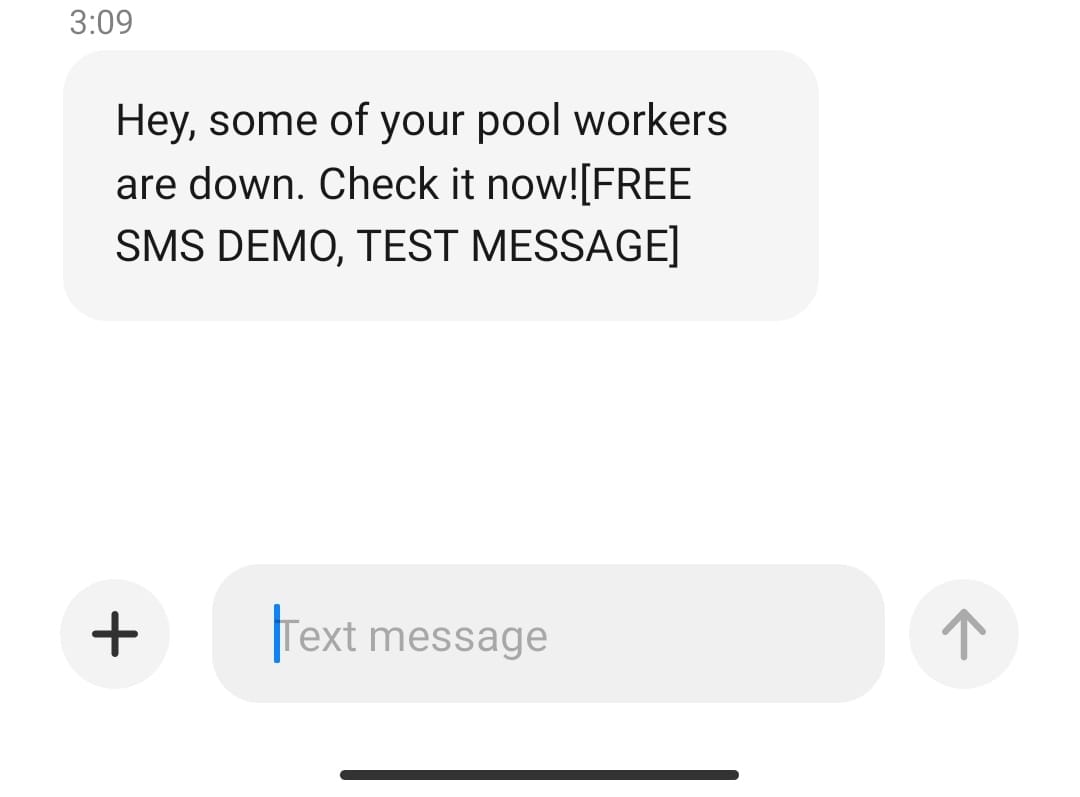 3:09
Hey, some of your pool workers
are down. Check it now![FREE
SMS DEMO, TEST MESSAGE]
Text message